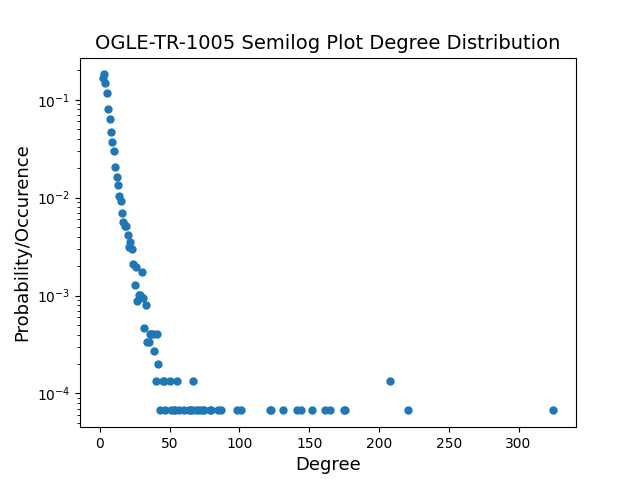 OGLE-TR-1005 Semilog Plot Degree Distribution
10⁻¹
10⁻²
10⁻³
10⁻⁴
Probability/Occurence
0 50 100 150 200 250 300
Degree